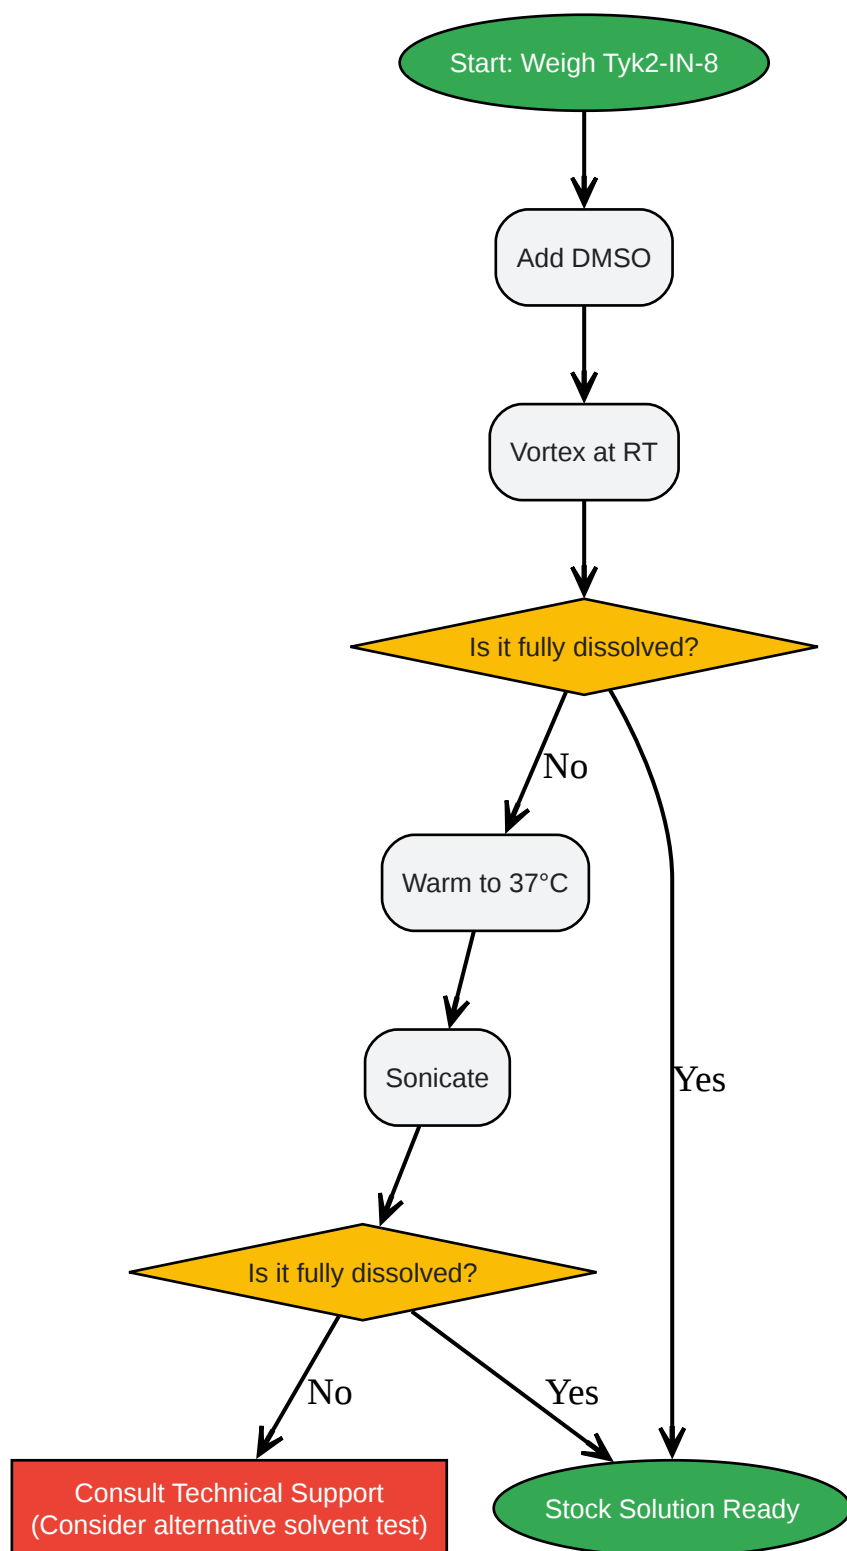 Start: Weigh Tyk2-IN-8
Add DMSO
Vortex at RT
Is it fully dissolved?
No
Warm to 37°C
Sonicate
Yes
Is it fully dissolved?
No
Yes
Consult Technical Support
(Consider alternative solvent test)
Stock Solution Ready